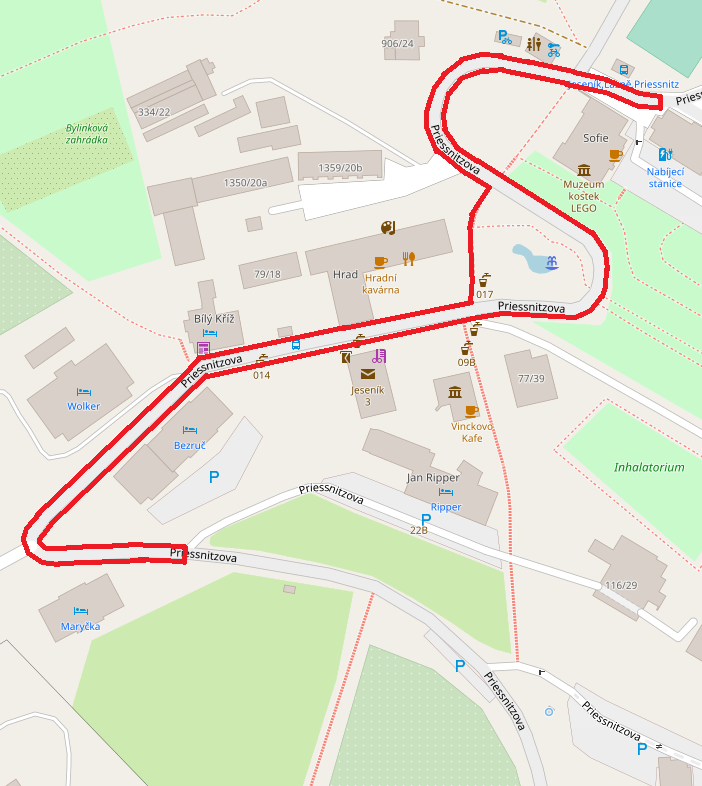 906/24
Jeseník,Lázně Priessnitz
334/22
Bylinková
zahrádka
Priessnitzova
Sofie
Nabíjecí
stanice
Muzeum
kostek
LEGO
1359/20b
1350/20a
79/18
Hrad
Hradní
kavárna
017
Priessnitzova
Bílý Kříž
Priessnitzova
014
09B
Jeseník
3
77/39
Wolker
Vinckovo
Kafe
Bezruč
P
Inhalatorium
Jan Ripper
Ripper
Priessnitzova
P
22B
Priessnitzova
116/29
Maryčka
P
Priessnitzova
Priessnitzova
P